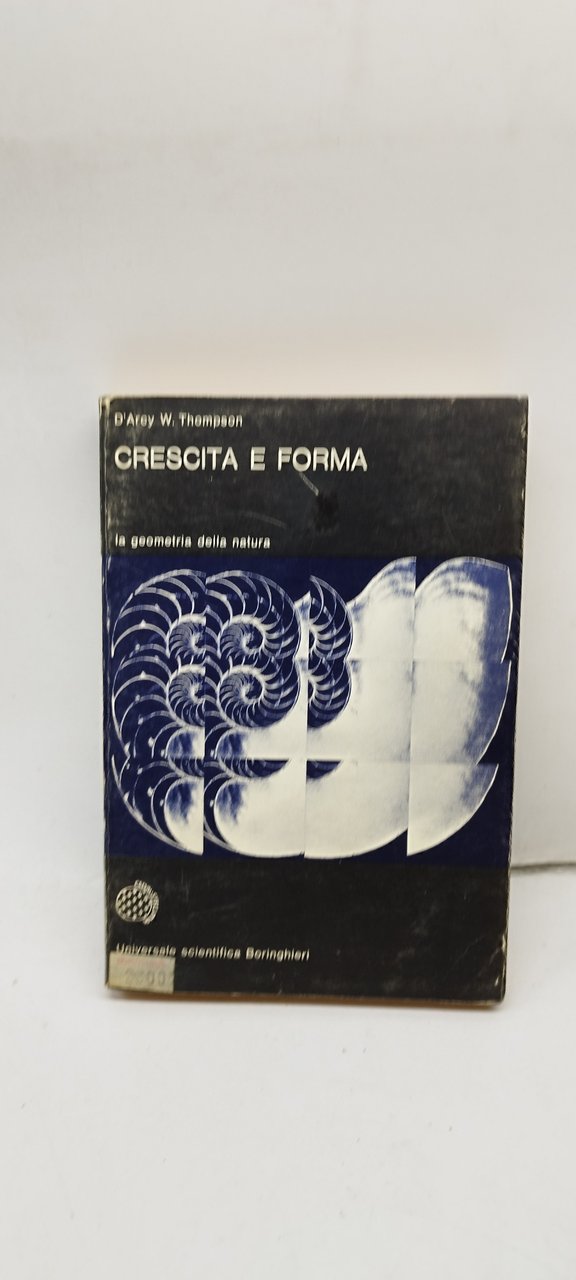 D'Arcy W. Thompson
CRESCITA E FORMA
la geometria della natura
Universale scientifica Boringhieri